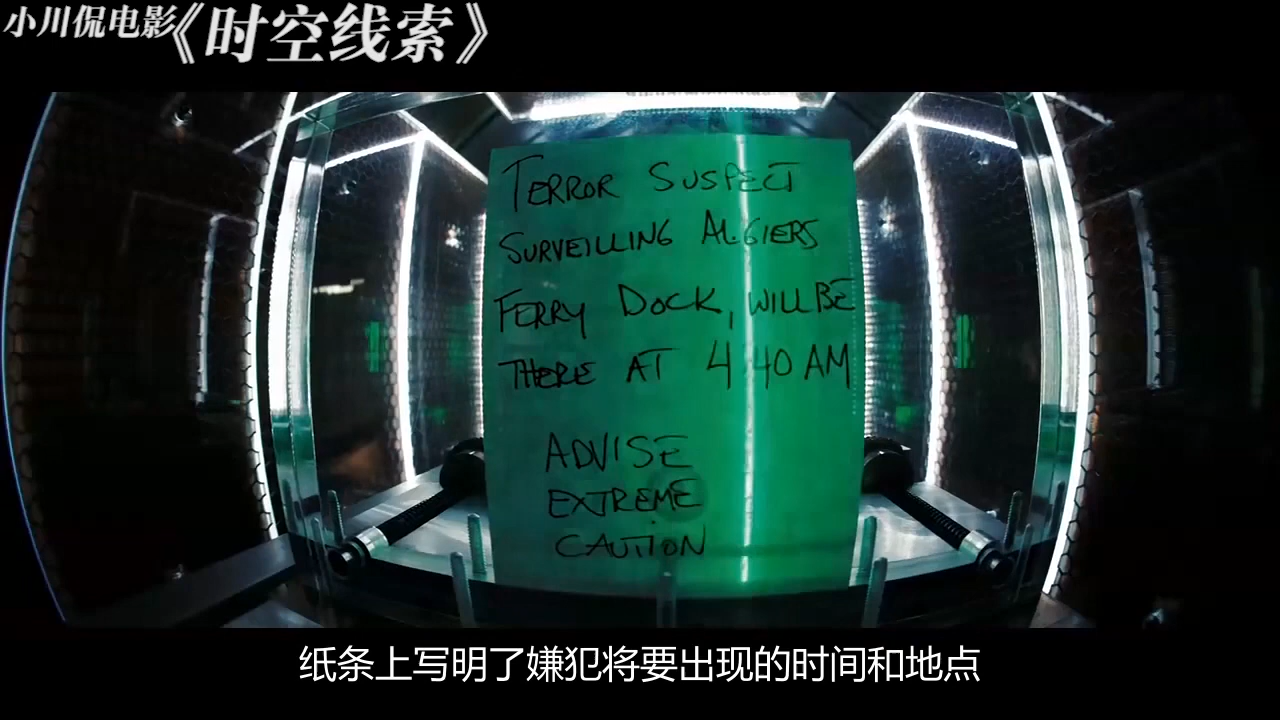 小川侃电影《时空线索》
TERROR SUSPECT
SURVEILLING ALGIERS
FERRY DOCK, WILL BE
THERE AT 4 40 AM
ADVISE
EXTREME
CAUTION
纸条上写明了嫌犯将要出现的时间和地点